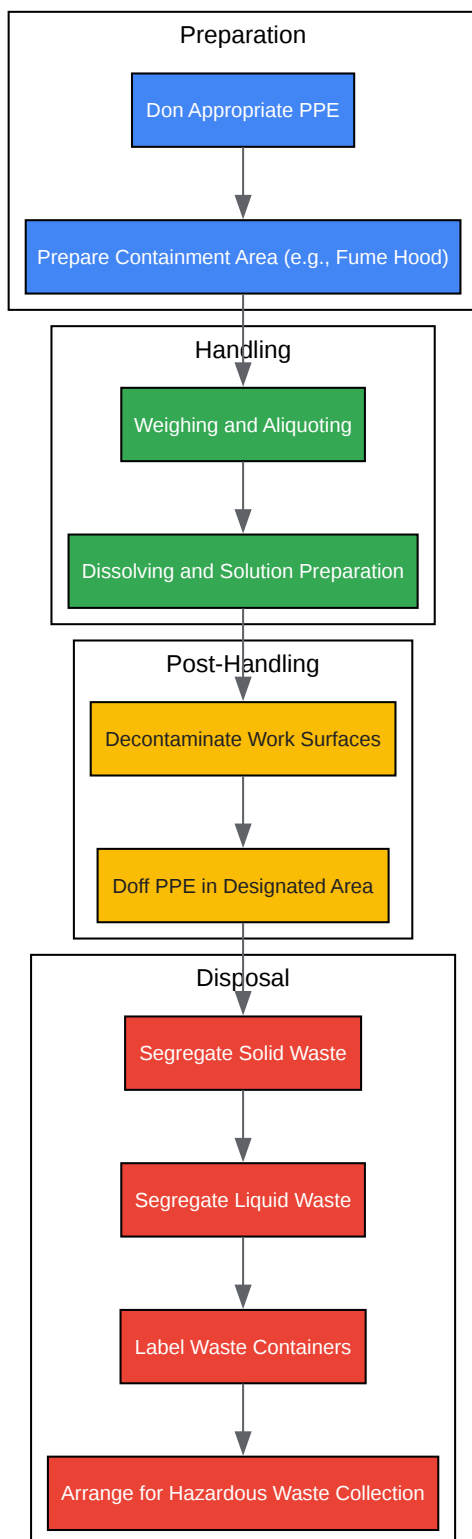 Preparation
Don Appropriate PPE
Prepare Containment Area (e.g., Fume Hood)
Handling
Weighing and Aliquoting
Dissolving and Solution Preparation
Post-Handling
Decontaminate Work Surfaces
Doff PPE in Designated Area
Disposal
Segregate Solid Waste
Segregate Liquid Waste
Label Waste Containers
Arrange for Hazardous Waste Collection